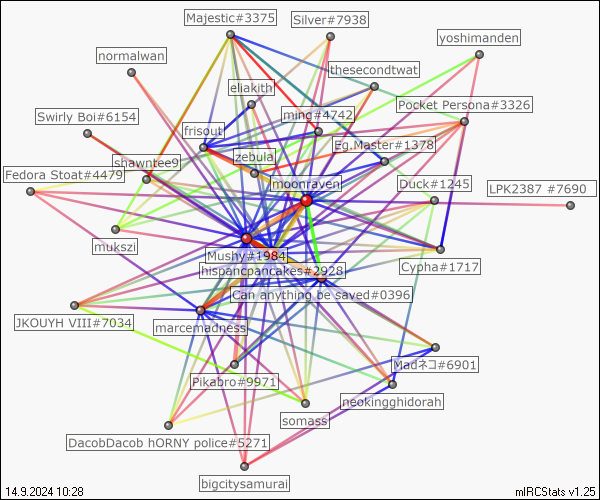 Majestic#3375
Silver#7938
yoshimanden
normalwan
thesecondtwat
eliakith
Pocket Persona#3326
ming#4742
Swirly Boi#6154
frisout
Eg.Master#1378
zebula
shawntee9
Fedora Stoat#4479
moonraven
Duck#1245
LPK2387 #7690
mukszi
Mushy#1984
Cypha#1717
hispancpancakes#2928
Can anything be saved#0396
JKOUYH VIII#7034
marcemadness
Madネコ#6901
Pikabro#9971
neokingghidorah
somass
DacobDacob hORNY police#5271
bigcitysamurai
14.9.2024 10:28
mIRCStats v1.25